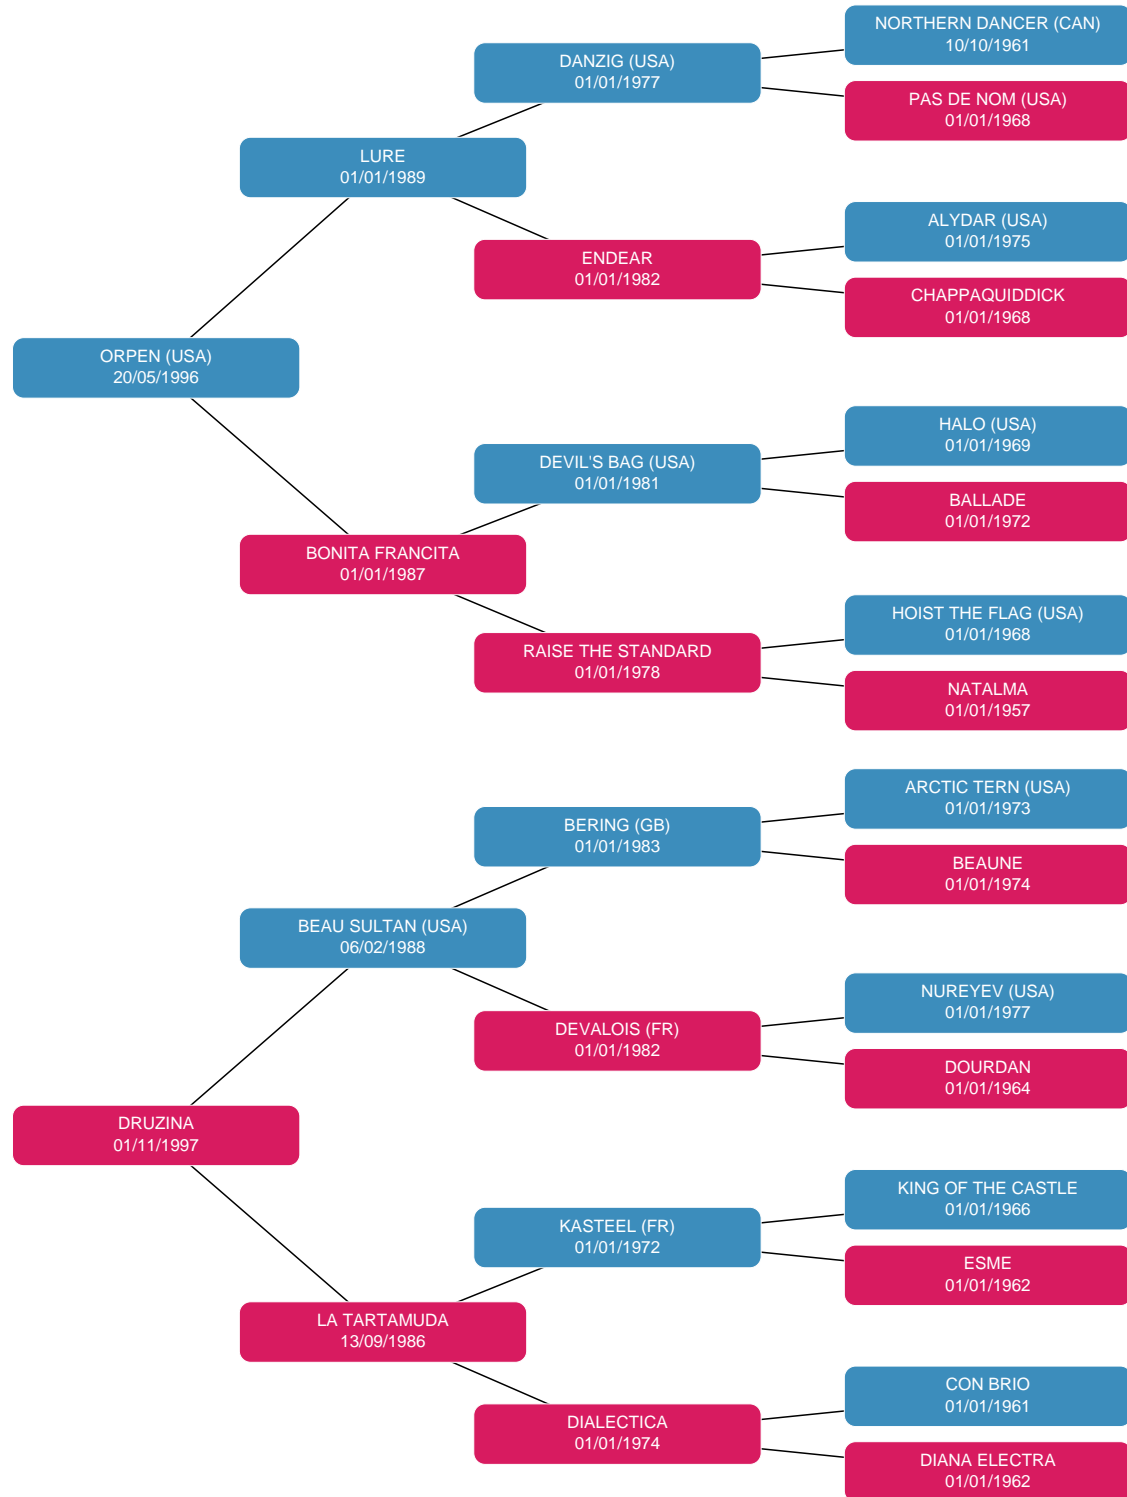 NORTHERN DANCER (CAN)
10/10/1961
DANZIG (USA)
01/01/1977
PAS DE NOM (USA)
01/01/1968
LURE
01/01/1989
ALYDAR (USA)
01/01/1975
ENDEAR
01/01/1982
CHAPPAQUIDDICK
01/01/1968
ORPEN (USA)
20/05/1996
HALO (USA)
01/01/1969
DEVIL'S BAG (USA)
01/01/1981
BALLADE
01/01/1972
BONITA FRANCITA
01/01/1987
HOIST THE FLAG (USA)
01/01/1968
RAISE THE STANDARD
01/01/1978
NATALMA
01/01/1957
ARCTIC TERN (USA)
01/01/1973
BERING (GB)
01/01/1983
BEAUNE
01/01/1974
BEAU SULTAN (USA)
06/02/1988
NUREYEV (USA)
01/01/1977
DEVALOIS (FR)
01/01/1982
DOURDAN
01/01/1964
DRUZINA
01/11/1997
KING OF THE CASTLE
01/01/1966
KASTEEL (FR)
01/01/1972
ESME
01/01/1962
LA TARTAMUDA
13/09/1986
CON BRIO
01/01/1961
DIALECTICA
01/01/1974
DIANA ELECTRA
01/01/1962